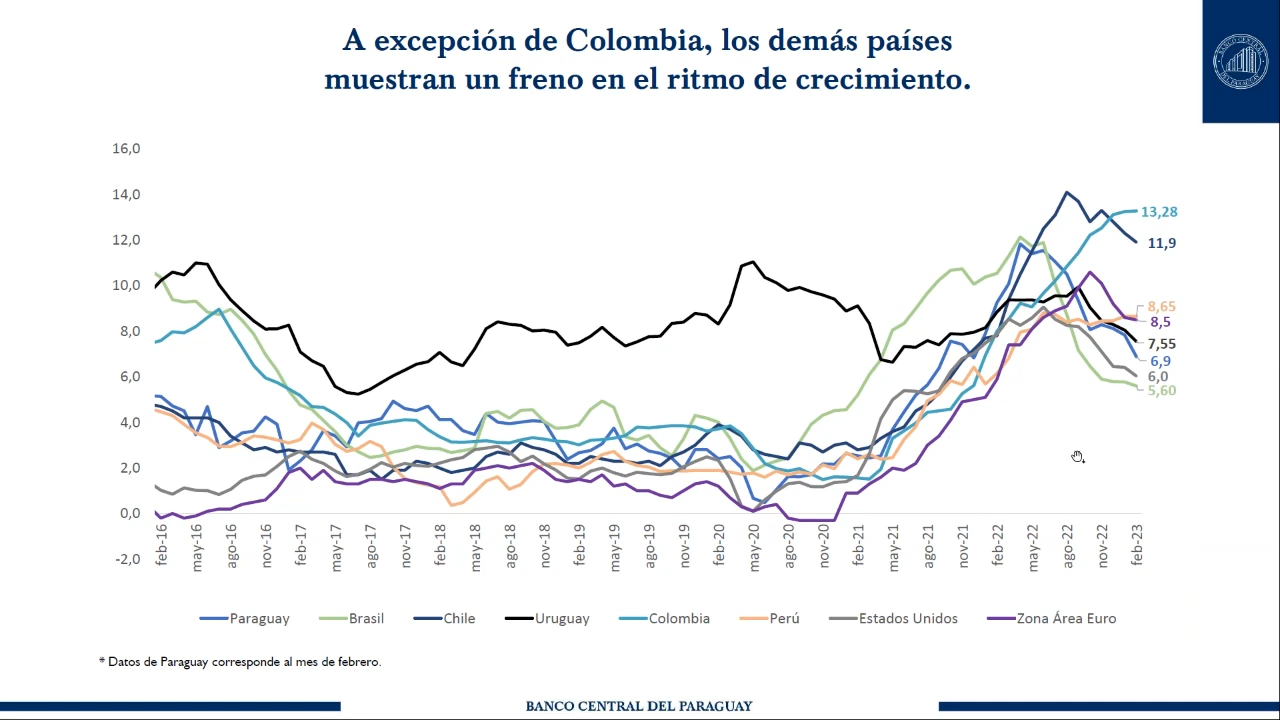 A excepción de Colombia, los demás países
muestran un freno en el ritmo de crecimiento.
16,0
14,0
12,0
10,0
8,0
6,0
4,0
2,0
0,0
-2,0
13,28
11,9
8,65
8,5
7,55
6,9
6,0
5,60
feb-16
may-16
ago-16
nov-16
feb-17
may-17
ago-17
nov-17
feb-18
may-18
ago-18
nov-18
feb-19
may-19
ago-19
nov-19
feb-20
may-20
ago-20
nov-20
feb-21
may-21
ago-21
nov-21
feb-22
may-22
ago-22
nov-22
feb-23
Paraguay Brasil Chile Uruguay Colombia Perú Estados Unidos Zona Área Euro
* Datos de Paraguay corresponde al mes de febrero.
BANCO CENTRAL DEL PARAGUAY